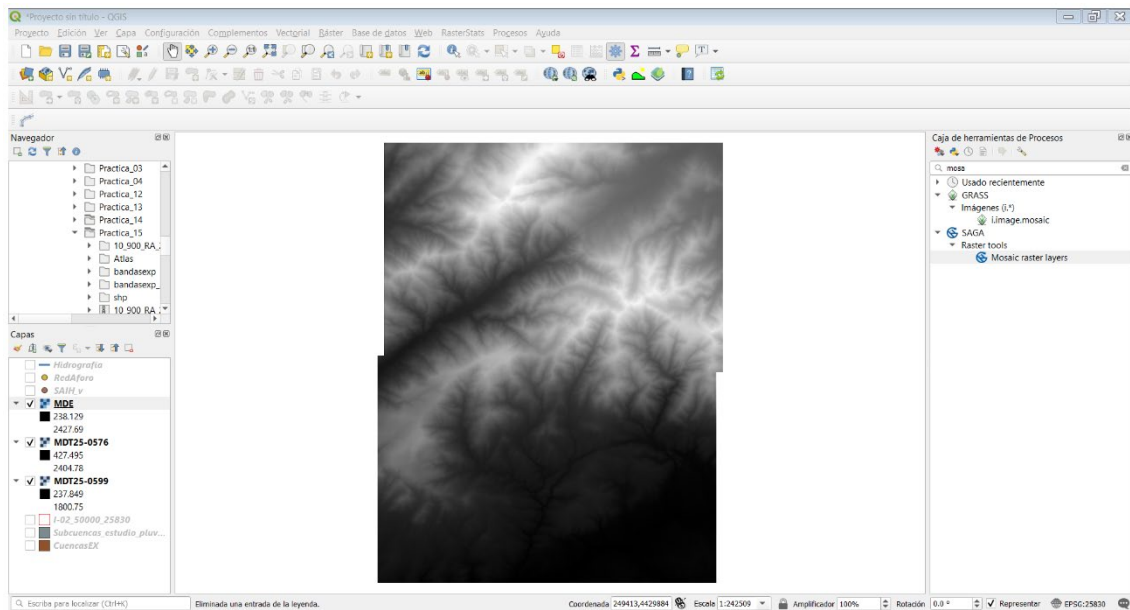 *Proyecto sin título - QGIS
Proyecto Edición Ver Capa Configuración Complementos Vectorial Ráster Base de datos Web RasterStats Procesos Ayuda
Navegador
Practica_03
Practica_04
Practica_12
Practica_13
Practica_14
Practica_15
10_900_RA_
Atlas
bandasexp
bandasexp_
shp
10 900 RA
Capas
Hidrografia
RedAforo
SAIH_v
MDE
238.129
2427.69
MDT25-0576
427.495
2404.78
MDT25-0599
237.849
1800.75
I-02_50000_25830
Subcuencas_estudio_pluv...
CuencasEX
Caja de herramientas de Procesos
mosa
Usado recientemente
GRASS
Imágenes (i.*)
i.image.mosaic
SAGA
Raster tools
Mosaic raster layers
Escriba para localizar (Ctrl+K) Eliminada una entrada de la leyenda. Coordenada 249413,4429884 Escala 1:242509 Amplificador 100% Rotación 0.0 ° Representar EPSG:25830